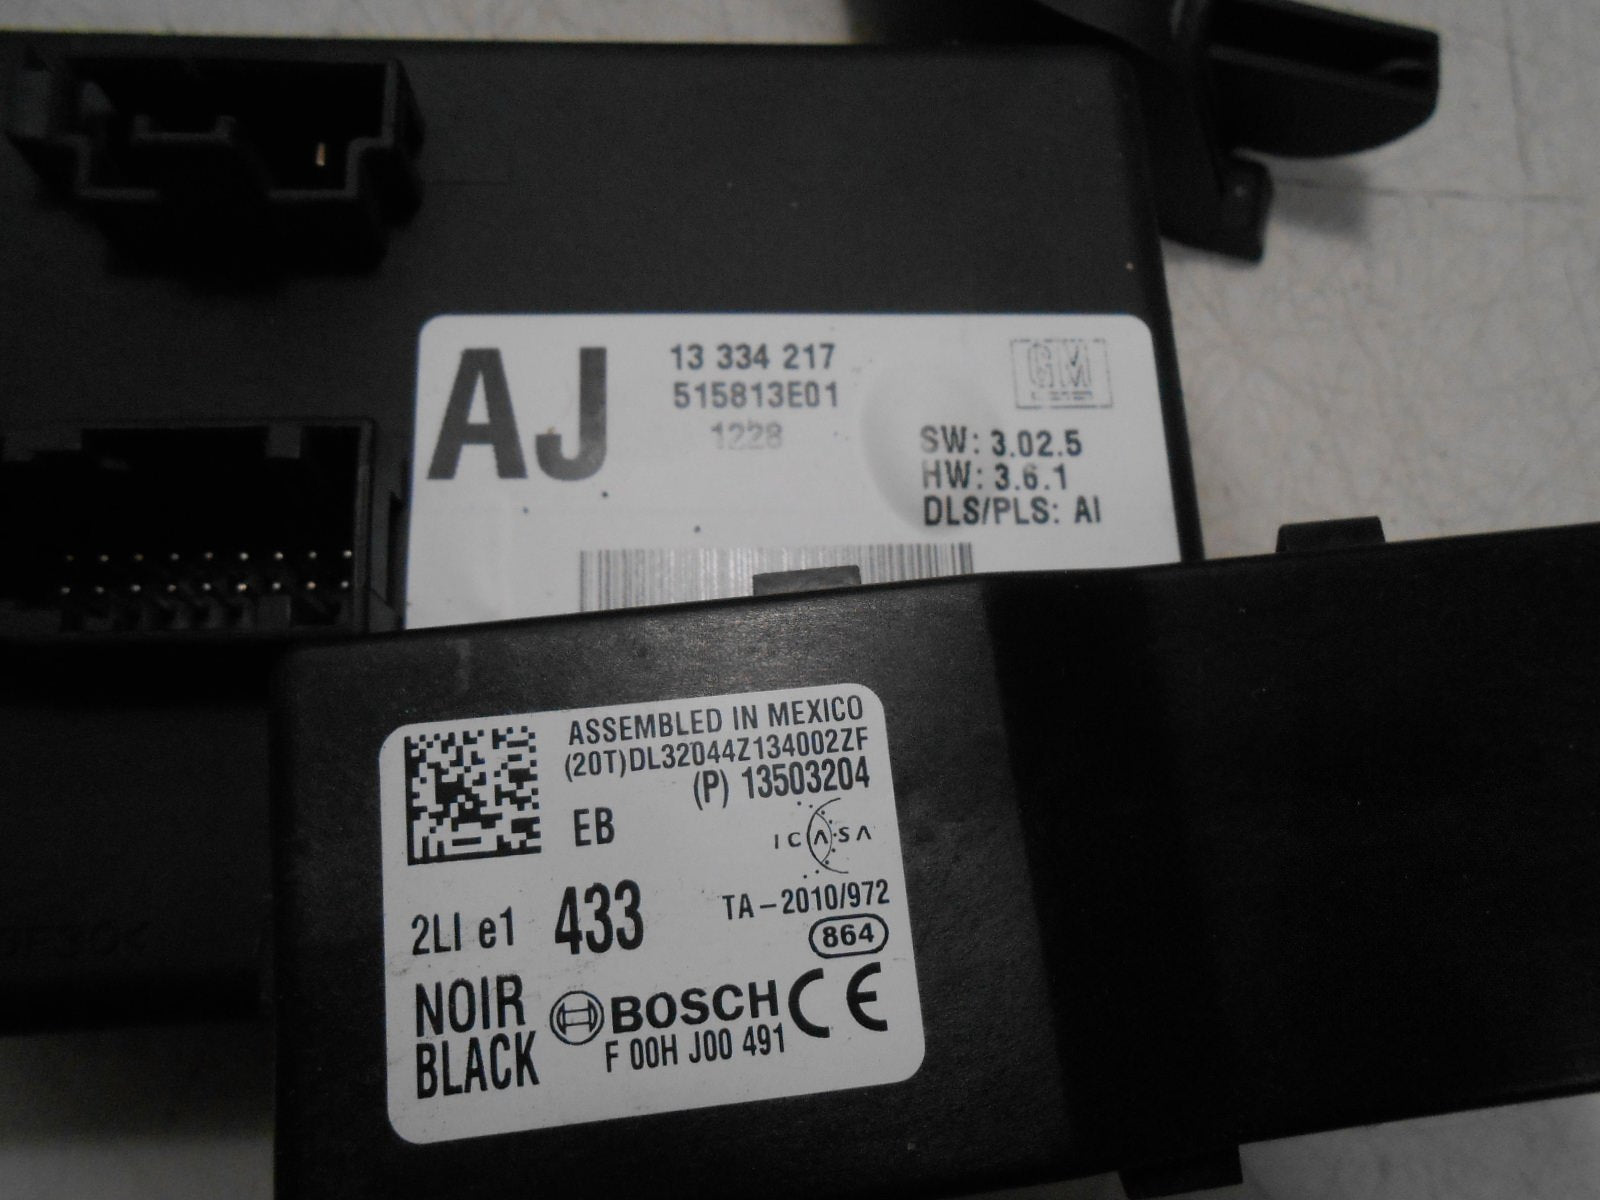 AJ
13 334 217
515813E01
1228
GM
SW: 3.02.5
HW: 3.6.1
DLS/PLS: AI
ASSEMBLED IN MEXICO
(20T)DL32044Z134002ZF
(P) 13503204
EB
ICASA
2LI e1 433
TA-2010/972
864
NOIR
BLACK
BOSCH CE
F 00H J00 491